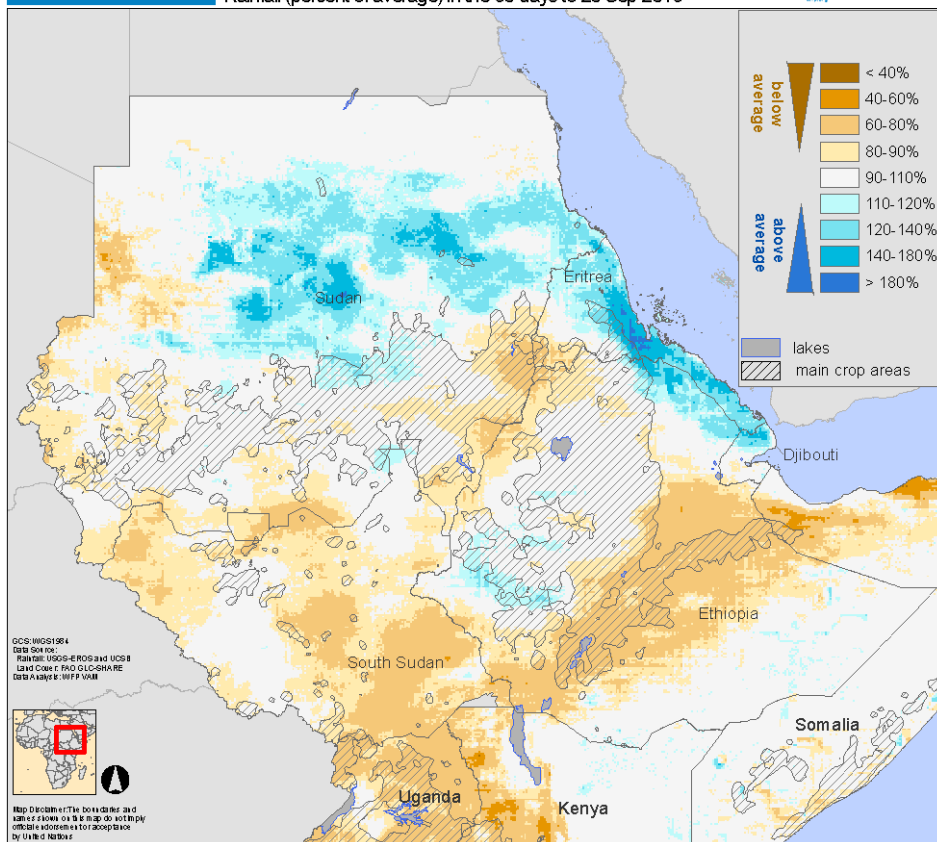 < 40%
40-60%
60-80%
80-90%
90-110%
110-120%
120-140%
140-180%
> 180%
below
average
above
average
lakes
main crop areas
Eritrea
Sudan
Djibouti
Ethiopia
South Sudan
Somalia
Uganda
Kenya
GCS: WGS1984
Data Source:
Rainfall: USGS-EROS and UCSB
Land Cover: FAO GLC-SHARE
Data Analysis: WFP VAM
Map Disclaimer: The boundaries and
names shown on this map do not imply
official endorsement or acceptance
by United Nations